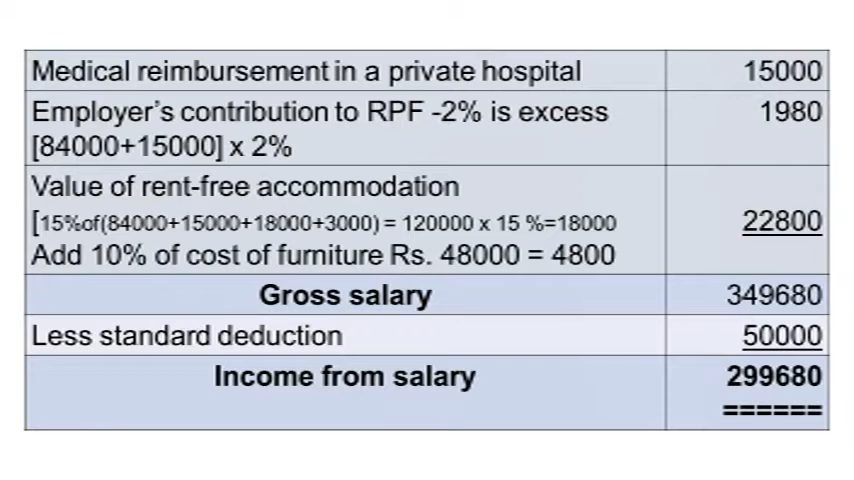 Medical reimbursement in a private hospital 15000
Employer's contribution to RPF -2% is excess 1980
[84000+15000] x 2%
Value of rent-free accommodation
[15%of(84000+15000+18000+3000) = 120000 x 15 %=18000 22800
Add 10% of cost of furniture Rs. 48000 = 4800
Gross salary 349680
Less standard deduction 50000
Income from salary 299680
======